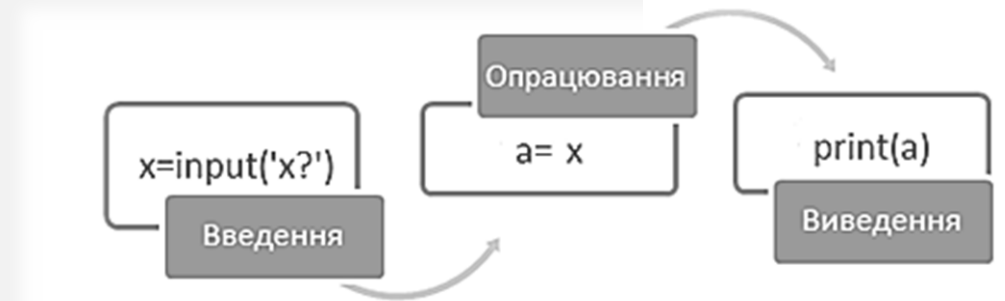 x=input('x?')
Введення
Опрацювання
a= x
print(a)
Виведення